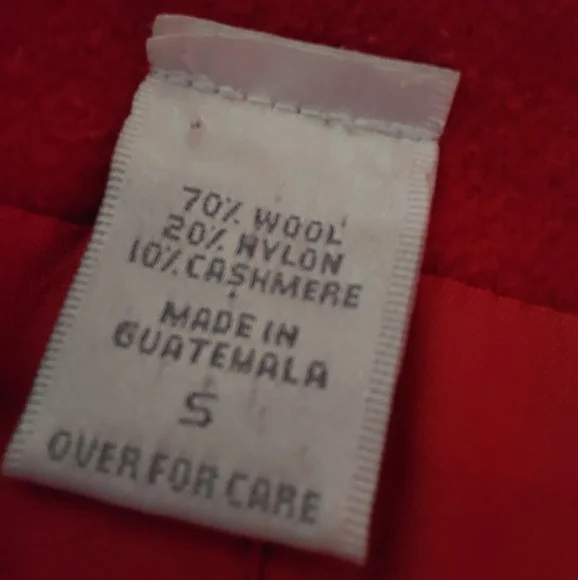 70% WOOL
20% NYLON
10% CASHMERE
MADE IN
GUATEMALA
S
OVER FOR CARE